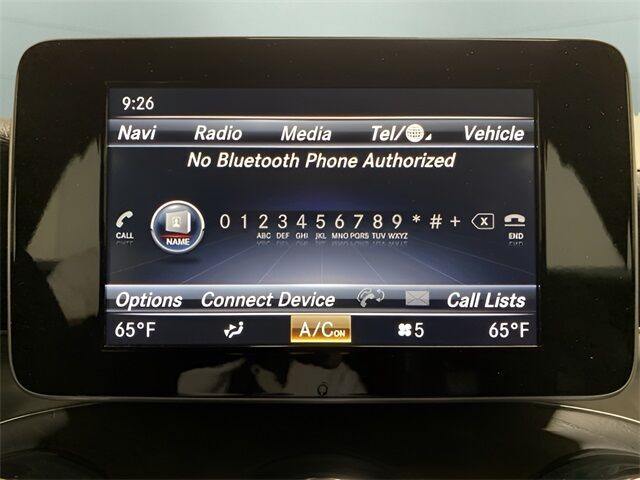 9:26
Navi Radio Media Tel/ Vehicle
No Bluetooth Phone Authorized
CALL NAME 0 1 2 3 4 5 6 7 8 9 * # + END
ABC DEF GHI JKL MNO PQRS TUV WXYZ
Options Connect Device Call Lists
65°F A/C ON 5 65°F